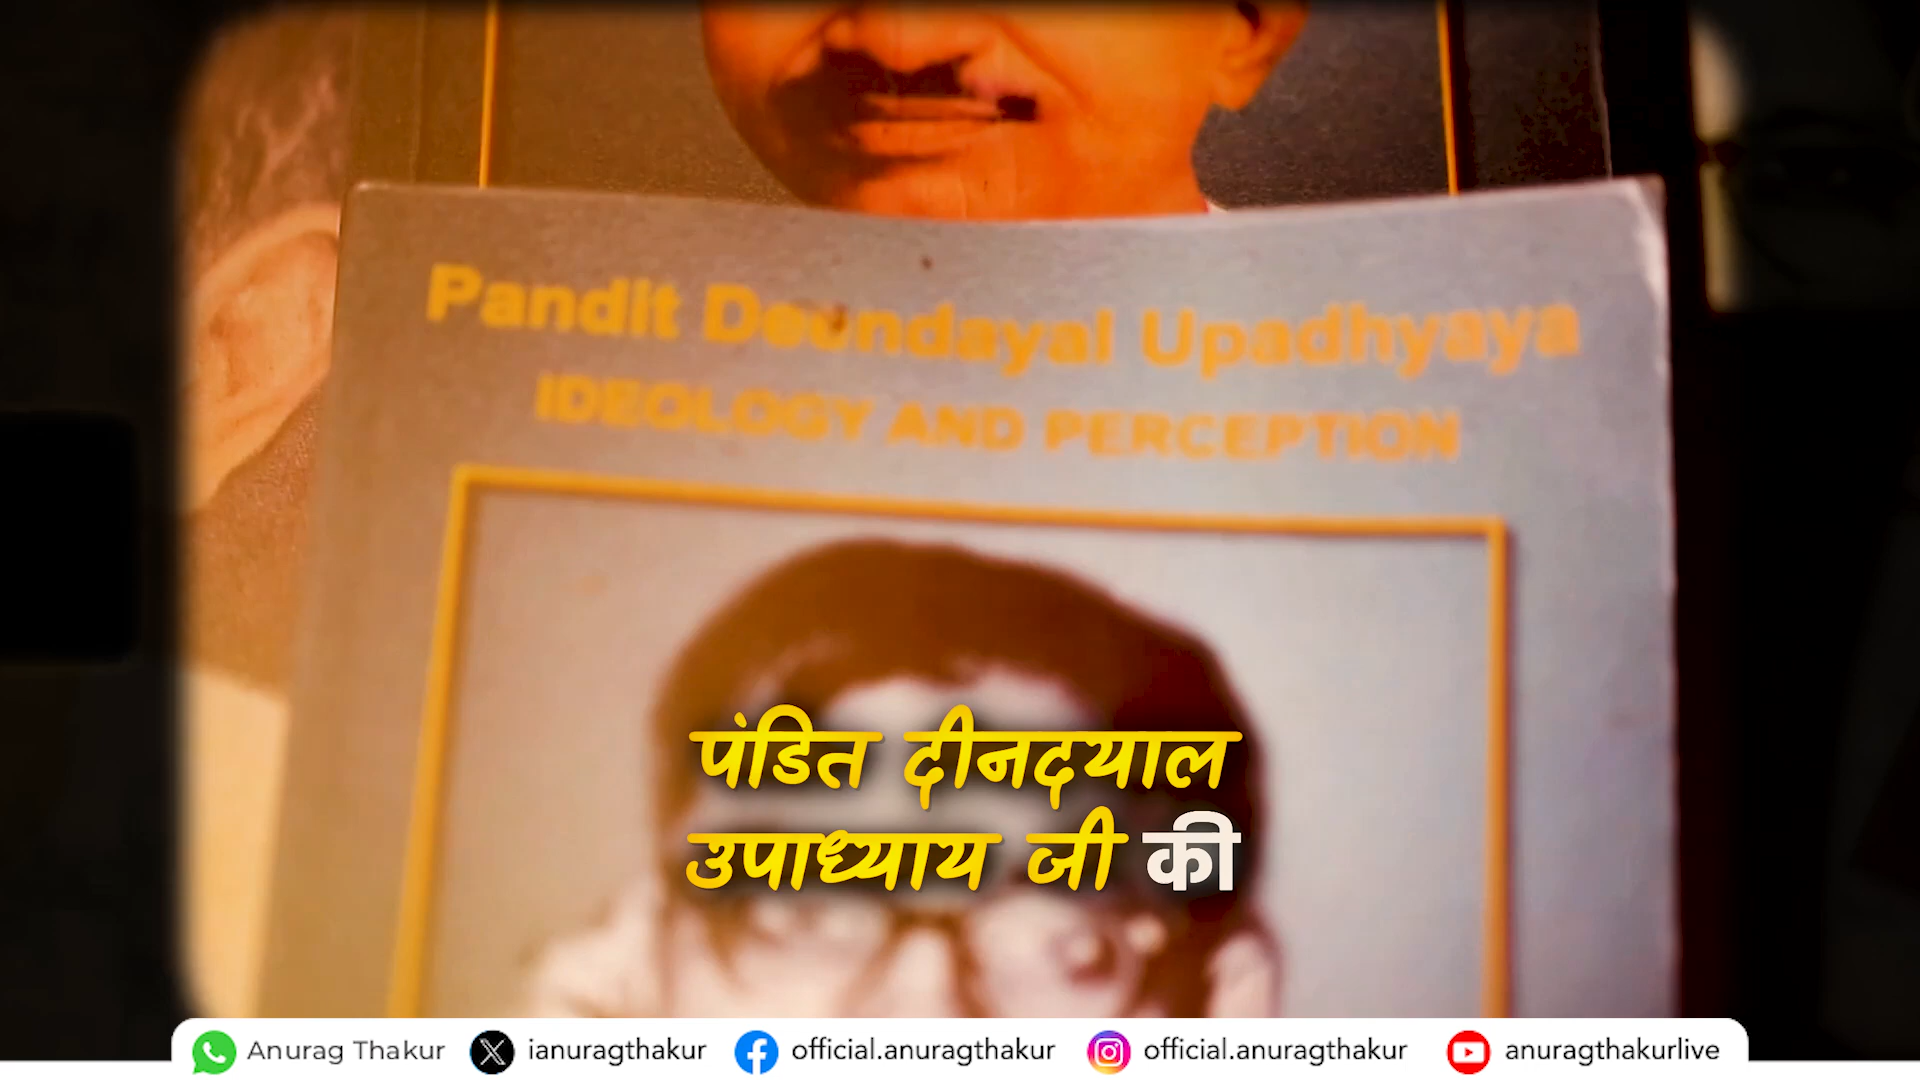 Pandit Deendayal Upadhyaya
IDEOLOGY AND PERCEPTION
पंडित दीनदयाल
उपाध्याय जी की
Anurag Thakur ianuragthakur official.anuragthakur official.anuragthakur anuragthakurlive